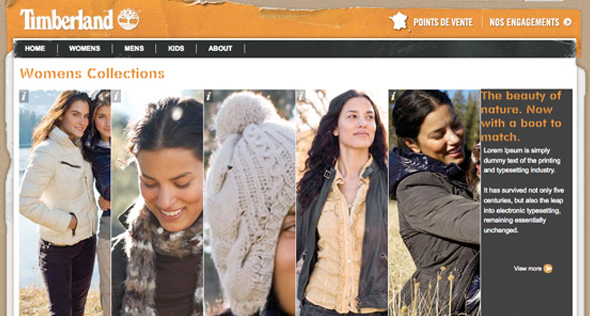 Timberland
POINTS DE VENTE
NOS ENGAGEMENTS
HOME
WOMENS
MENS
KIDS
ABOUT
Womens Collections
i
i
i
i
i
The beauty of
nature. Now
with a boot to
match.
Lorem Ipsum is simply
dummy text of the printing
and typesetting industry.
It has survived not only five
centuries, but also the leap
into electronic typesetting,
remaining essentially
unchanged.
View more